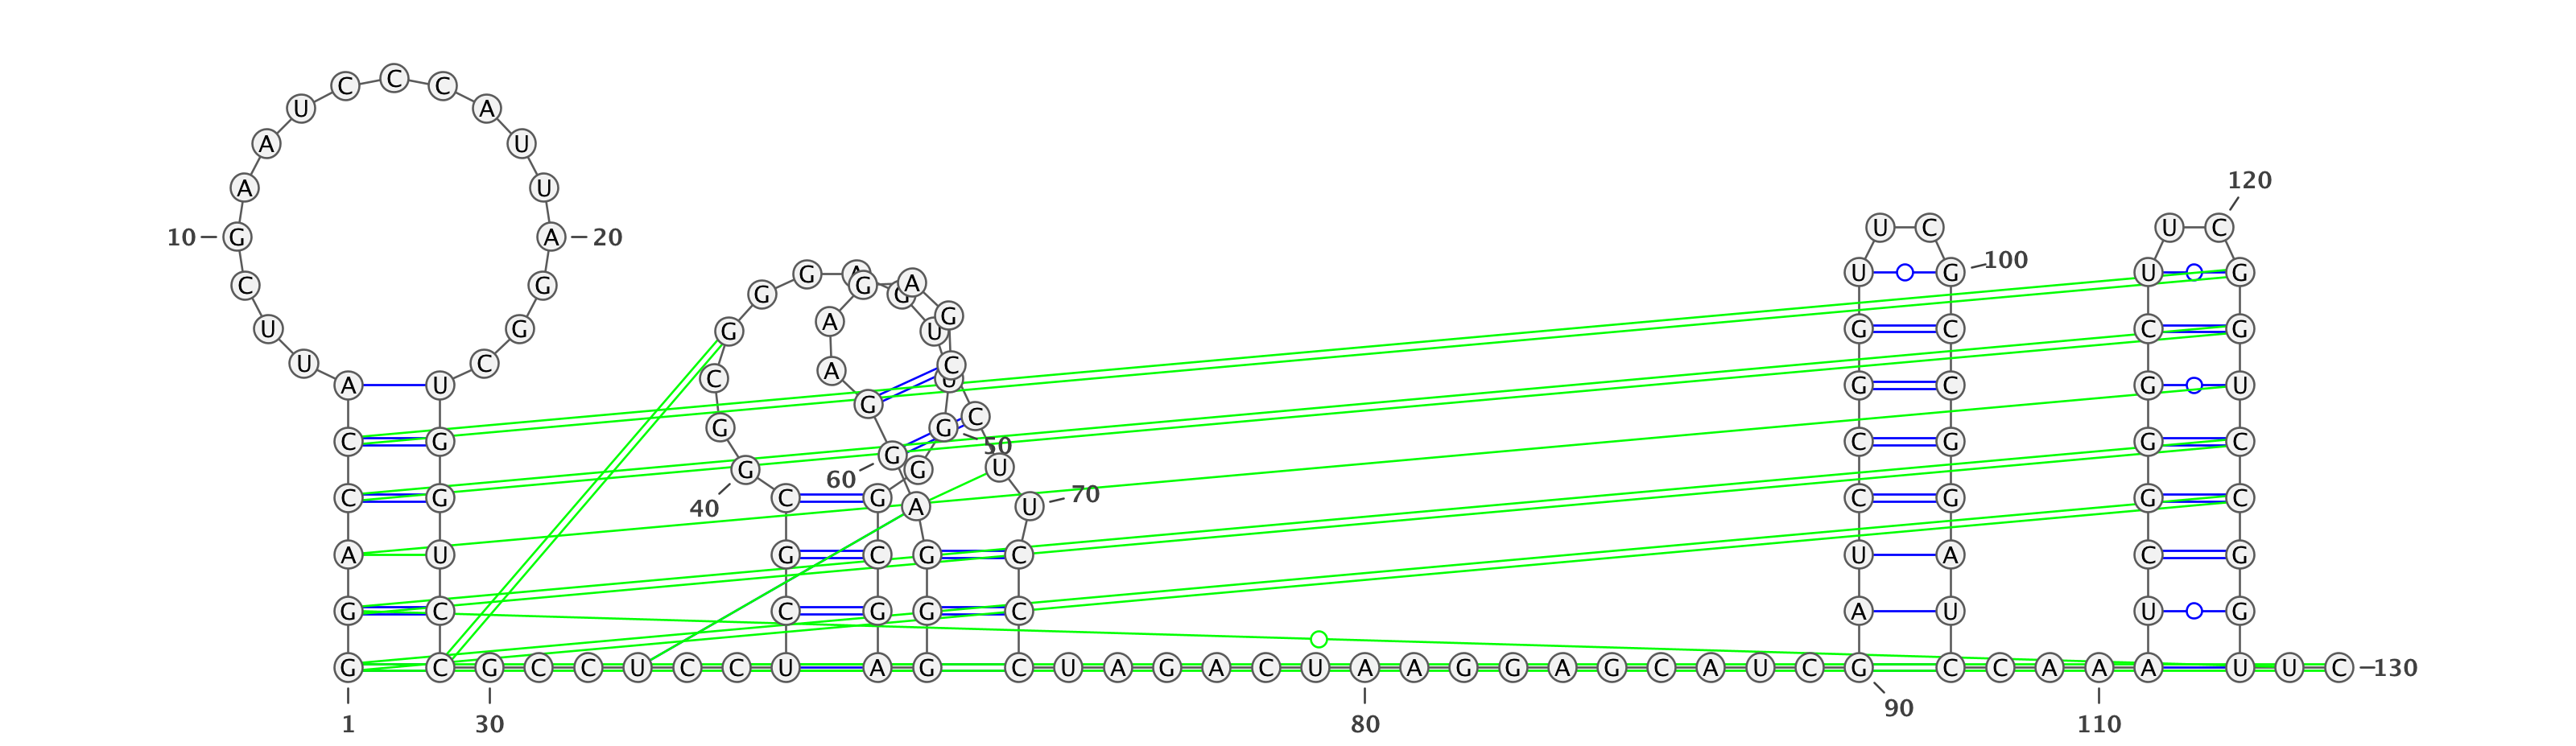 C
C C
U A
A U
120
A U
U C U C
10 G A 20
100
G A U G U G
C G G A
G G
A G
U G G U G C C G
U C C
C A U
A U G C G U
G
C
G G
C G 50 C G G C
G
G G U
60
70
C G C G C G G C
40 A U
A U G C G C U A C G
G C C G G C A U U G
G C G C C U C C U A G C U A G A C U A A G G A G C A U C G C C A A A U U C 130
90
1 30 80 110